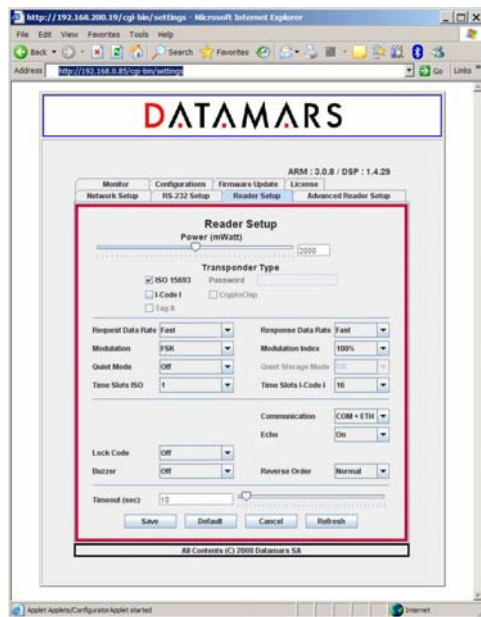 http://192.168.200.19/cgi-bin/settings - Microsoft Internet Explorer
File Edit View Favorites Tools Help
Back Search Favorites
Address http://192.168.0.85/cgi-bin/settings Go Links
DATAMARS
ARM : 3.0.8 / DSP : 1.4.29
Monitor Configurations Firmware Update License
Network Setup RS-232 Setup Reader Setup Advanced Reader Setup
Reader Setup
Power (mWatt)
2000
Transponder Type
ISO 15693 Password
I-Code I CryptoChip
Tag It
Request Data Rate Fast Response Data Rate Fast
Modulation FSK Modulation Index 100%
Quiet Mode Off Quiet Storage Mode Off
Time Slots ISO 1 Time Slots I-Code I 16
Communication COM + ETH
Echo On
Lock Code Off
Buzzer Off Reverse Order Normal
Timeout (sec) 10
Save Default Cancel Refresh
All Contents (C) 2008 Datamars SA
Applet Applets/ConfiguratorApplet started Internet